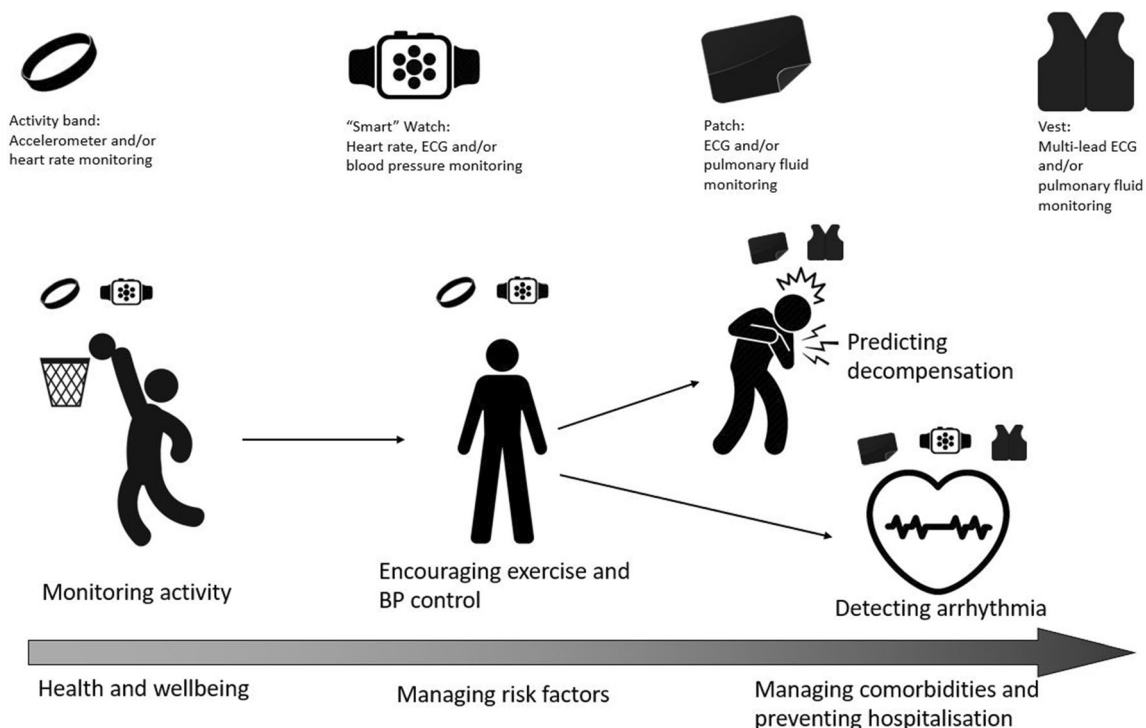 Activity band:
Accelerometer and/or
heart rate monitoring
“Smart” Watch:
Heart rate, ECG and/or
blood pressure monitoring
Patch:
ECG and/or
pulmonary fluid
monitoring
Vest:
Multi-lead ECG
and/or
pulmonary fluid
monitoring
Predicting
decompensation
Monitoring activity
Encouraging exercise and
BP control
Detecting arrhythmia
Health and wellbeing
Managing risk factors
Managing comorbidities and
preventing hospitalisation